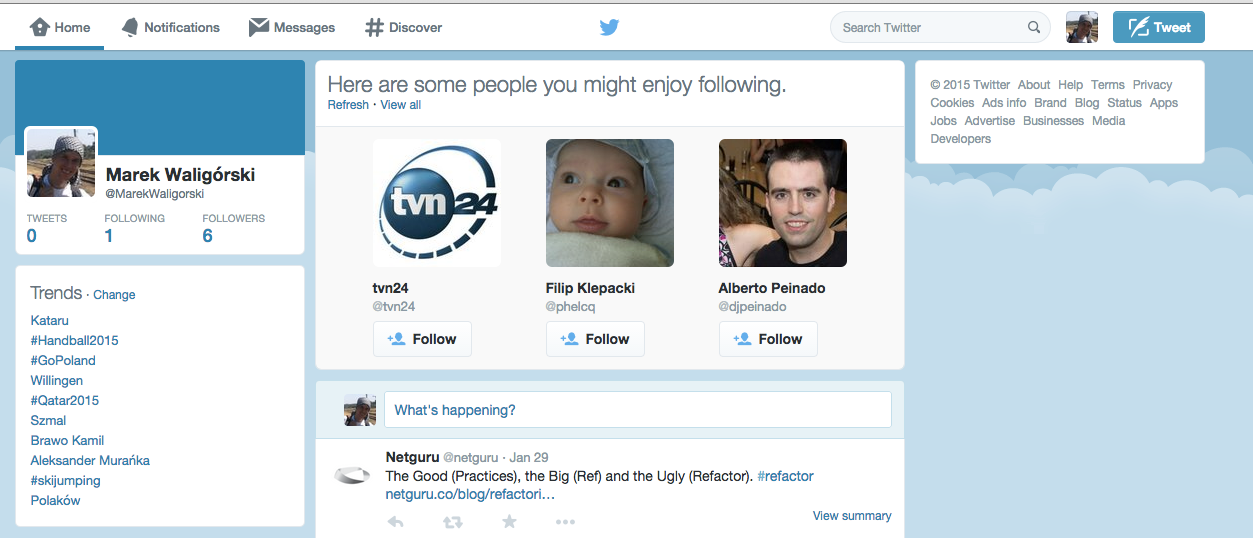 Home Notifications Messages Discover Search Twitter Tweet
Marek Waligórski
@MarekWaligorski
TWEETS FOLLOWING FOLLOWERS
0 1 6
Trends · Change
Kataru
#Handball2015
#GoPoland
Willingen
#Qatar2015
Szmal
Brawo Kamil
Aleksander Murańka
#skijumping
Polaków
Here are some people you might enjoy following.
Refresh · View all
tvn24
tvn24 Filip Klepacki Alberto Peinado
@tvn24 @phelcq @djpeinado
Follow Follow Follow
What's happening?
Netguru @netguru · Jan 29
The Good (Practices), the Big (Ref) and the Ugly (Refactor). #refactor
netguru.co/blog/refactori…
View summary
© 2015 Twitter About Help Terms Privacy
Cookies Ads info Brand Blog Status Apps
Jobs Advertise Businesses Media
Developers